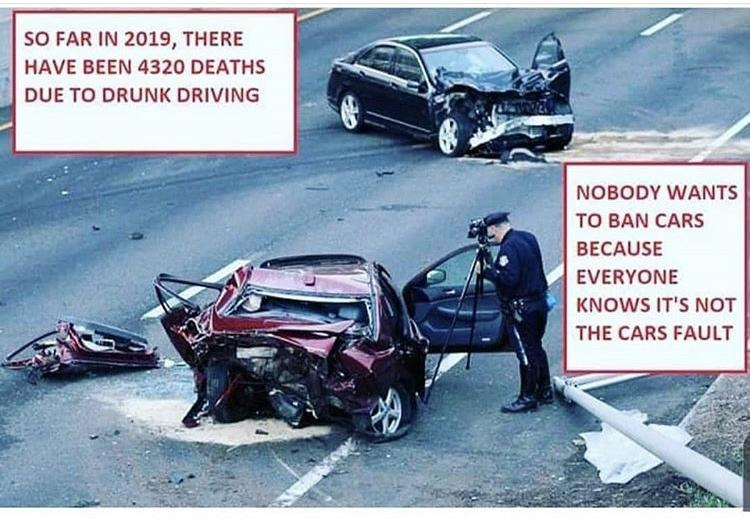 SO FAR IN 2019, THERE
HAVE BEEN 4320 DEATHS
DUE TO DRUNK DRIVING
NOBODY WANTS
TO BAN CARS
BECAUSE
EVERYONE
KNOWS IT'S NOT
THE CARS FAULT